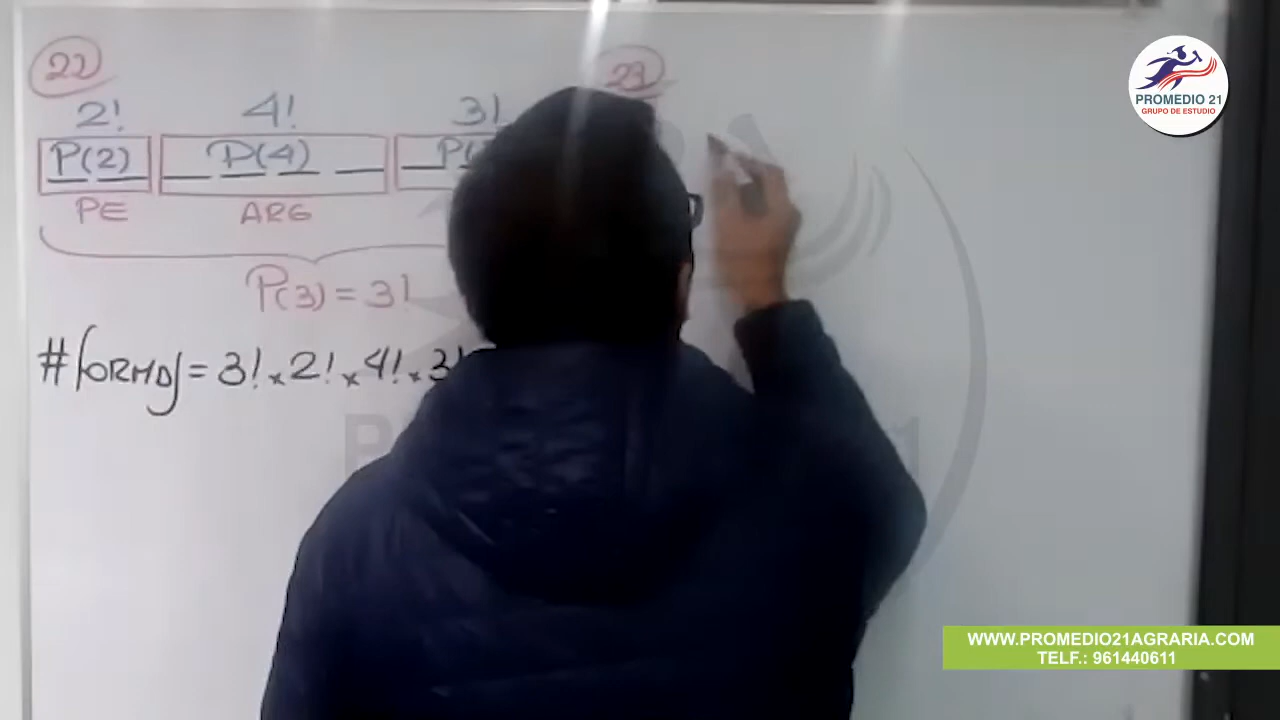 22
2! 4! 3!
P(2) P(4) P(
PE ARG
P(3) = 3!
# formas = 3! x 2! x 4! x 3!
23
PROMEDIO 21
GRUPO DE ESTUDIO
WWW.PROMEDIO21AGRARIA.COM
TELF.: 961440611